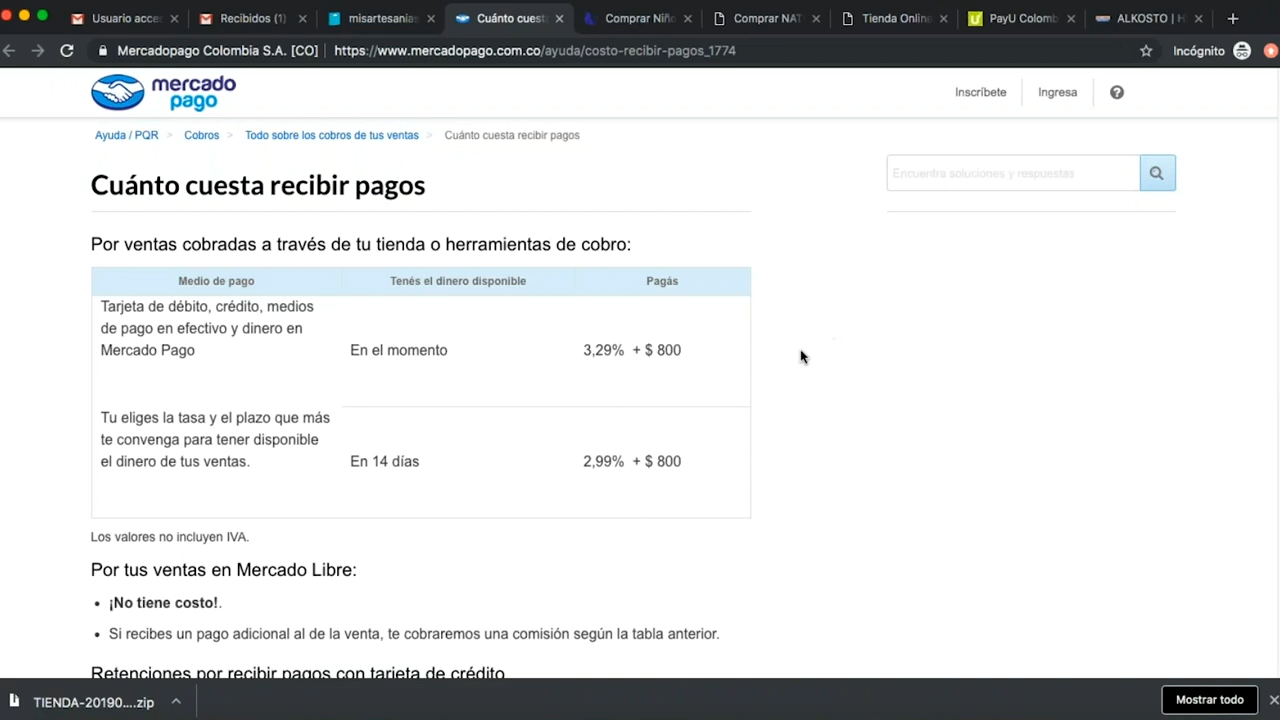 Usuario acce
Recibidos (1)
misartesanias
Cuánto cuest
Comprar Niño
Comprar NAT
Tienda Online
PayU Colomb
ALKOSTO | H
Mercadopago Colombia S.A. [CO]
https://www.mercadopago.com.co/ayuda/costo-recibir-pagos_1774
Incógnito
mercado
pago
Inscríbete
Ingresa
Ayuda / PQR > Cobros > Todo sobre los cobros de tus ventas > Cuánto cuesta recibir pagos
Encuentra soluciones y respuestas
Cuánto cuesta recibir pagos
Por ventas cobradas a través de tu tienda o herramientas de cobro:
Medio de pago
Tenés el dinero disponible
Pagás
Tarjeta de débito, crédito, medios
de pago en efectivo y dinero en
Mercado Pago
En el momento
3,29% + $ 800
Tu eliges la tasa y el plazo que más
te convenga para tener disponible
el dinero de tus ventas.
En 14 días
2,99% + $ 800
Los valores no incluyen IVA.
Por tus ventas en Mercado Libre:
• ¡No tiene costo!.
• Si recibes un pago adicional al de la venta, te cobraremos una comisión según la tabla anterior.
Retenciones por recibir pagos con tarjeta de crédito
TIENDA-20190....zip
Mostrar todo